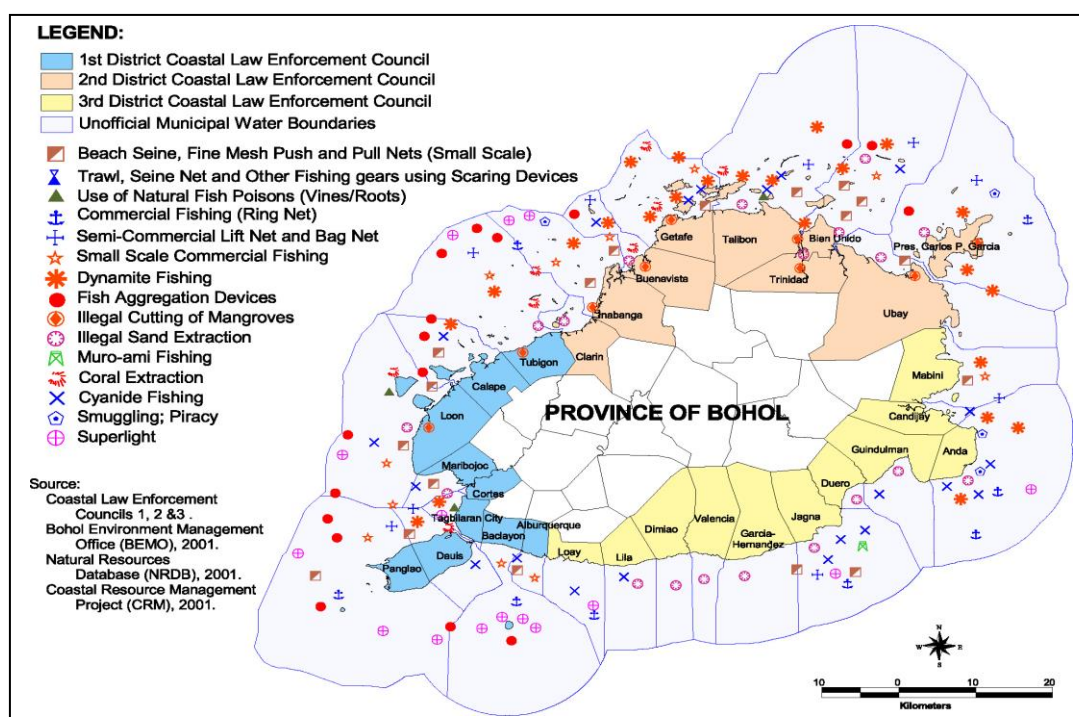 LEGEND:
1st District Coastal Law Enforcement Council
2nd District Coastal Law Enforcement Council
3rd District Coastal Law Enforcement Council
Unofficial Municipal Water Boundaries
Beach Seine, Fine Mesh Push and Pull Nets (Small Scale)
Trawl, Seine Net and Other Fishing gears using Scaring Devices
Use of Natural Fish Poisons (Vines/Roots)
Commercial Fishing (Ring Net)
Semi-Commercial Lift Net and Bag Net
Small Scale Commercial Fishing
Dynamite Fishing
Fish Aggregation Devices
Illegal Cutting of Mangroves
Illegal Sand Extraction
Muro-ami Fishing
Coral Extraction
Cyanide Fishing
Smuggling; Piracy
Superlight
Source:
Coastal Law Enforcement
Councils 1, 2 &3 .
Bohol Environment Management
Office (BEMO), 2001.
Natural Resources
Database (NRDB), 2001.
Coastal Resource Management
Project (CRM), 2001.
Getafe
Talibon
Bien Unido
Pres. Carlos P. Garcia
Buenavista
Trinidad
Inabanga
Ubay
Clarin
Tubigon
Calape
Mabini
Loon
PROVINCE OF BOHOL
Candijay
Guindulman
Anda
Maribojoc
Duero
Cortes
Tagbilaran City
Alburquerque
Baclayon
Jagna
Valencia
Garcia-
Hernandez
Dimiao
Lila
Loay
Dauis
Panglao
N
W
E
S
10
0
10
20
Kilometers